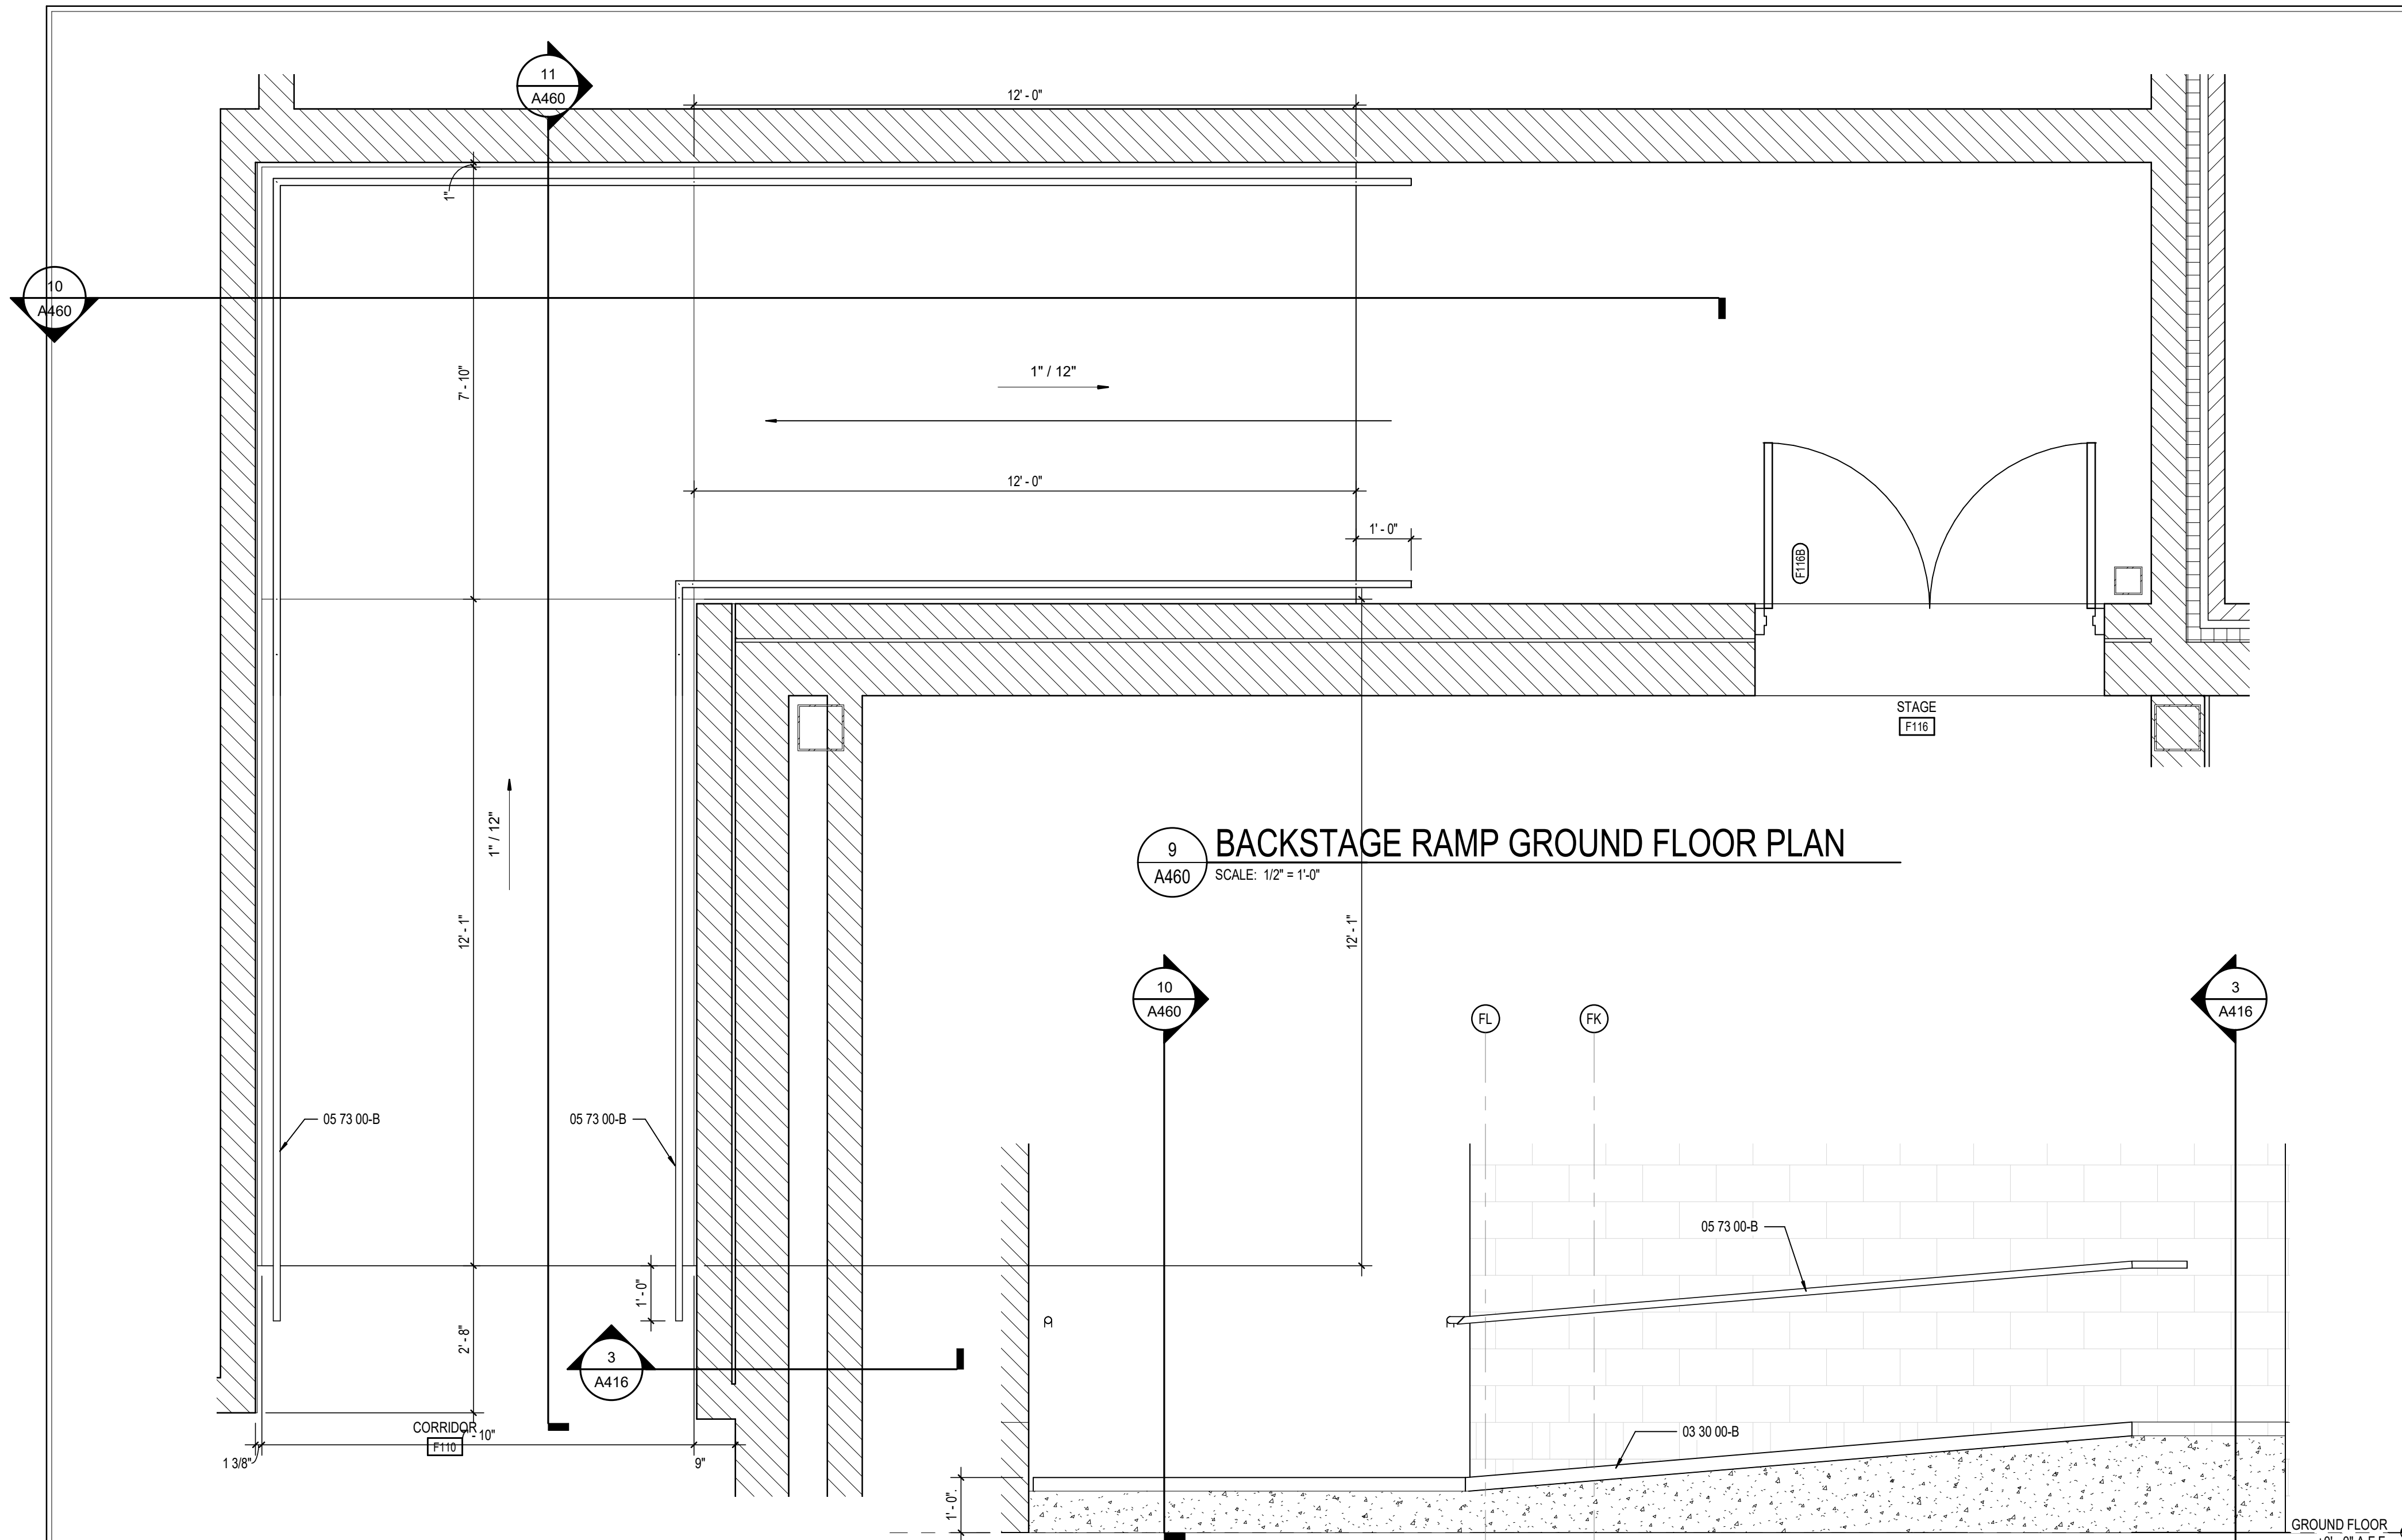 11
A460
12' - 0"
1"
10
A460
7' - 10"
1" / 12"
12' - 0"
1' - 0"
F116B
STAGE
F116
1" / 12"
9
A460
BACKSTAGE RAMP GROUND FLOOR PLAN
SCALE: 1/2" = 1'-0"
12' - 1"
12' - 1"
10
A460
FL
FK
3
A416
05 73 00-B
05 73 00-B
05 73 00-B
1' - 0"
2' - 8"
3
A416
CORRIDOR
F110
- 10"
1 3/8"
9"
03 30 00-B
1' - 0"
GROUND FLOOR